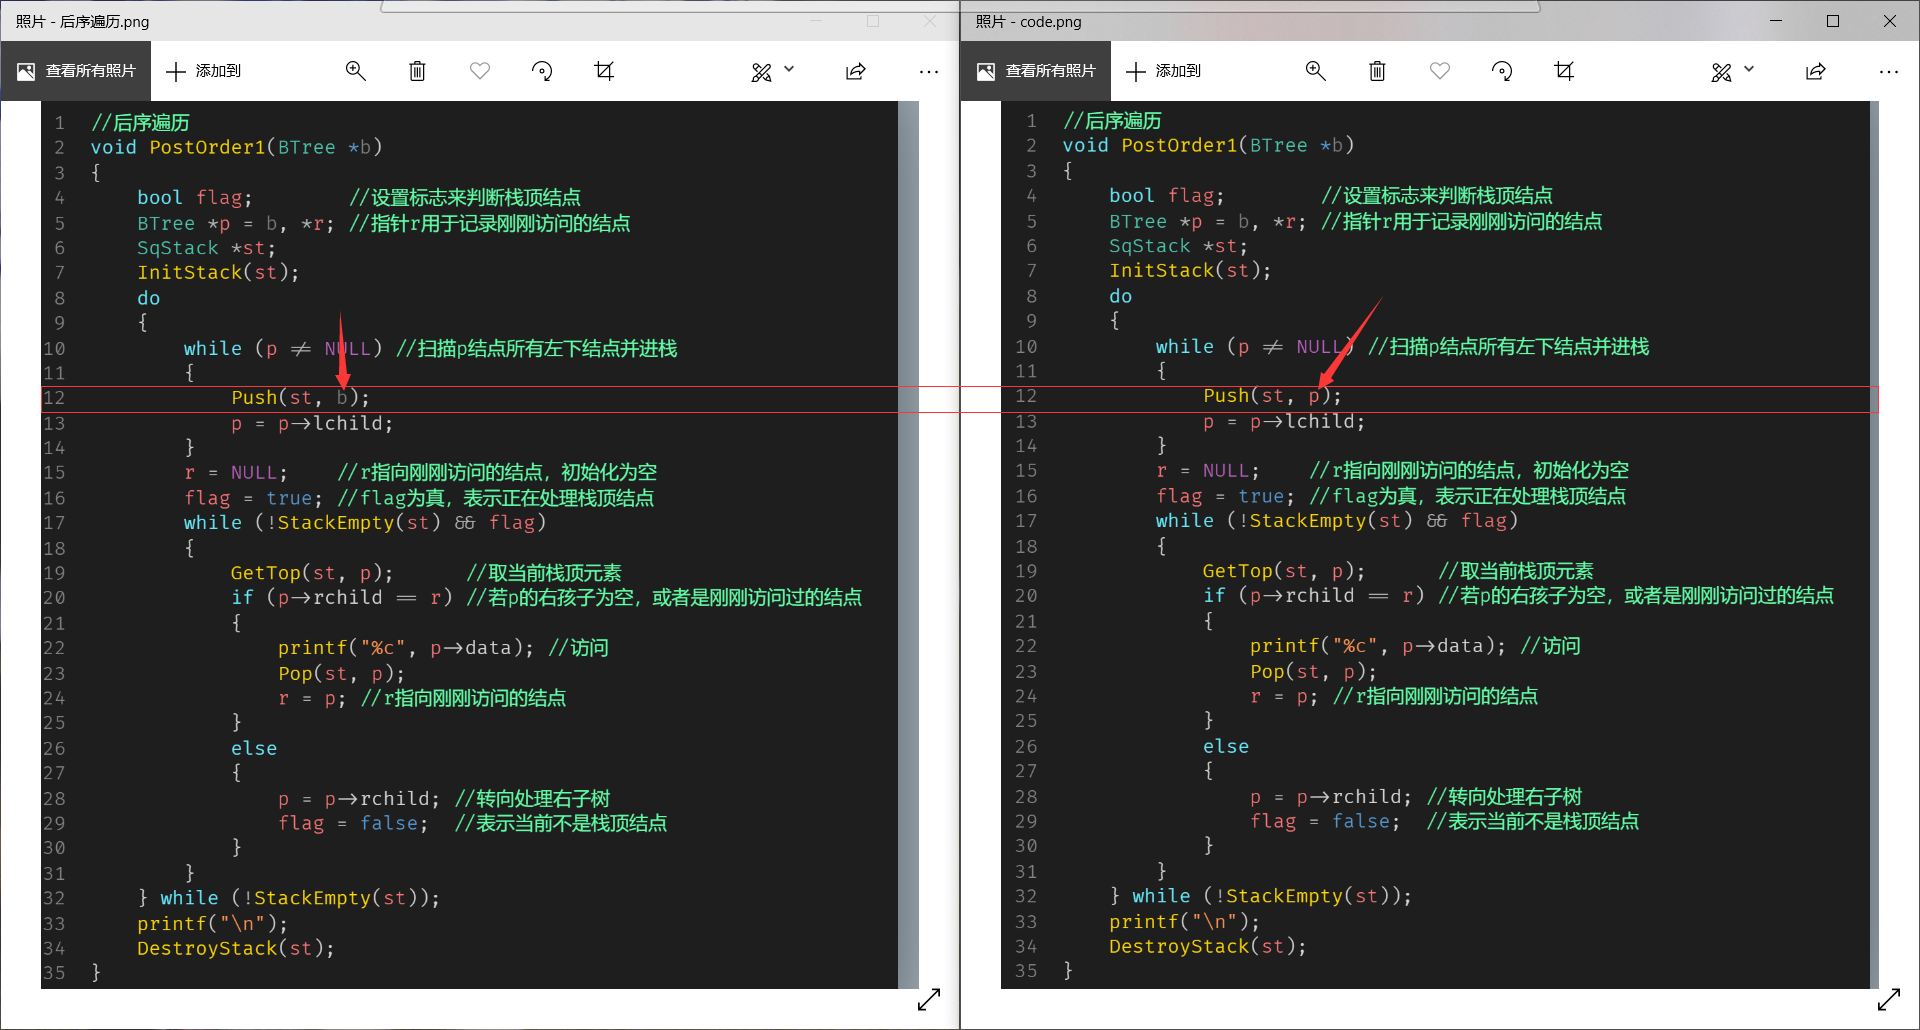 照片 - 后序遍历.png
查看所有照片 添加到
1 //后序遍历
2 void PostOrder1(BTree *b)
3 {
4 bool flag; //设置标志来判断栈顶结点
5 BTree *p = b, *r; //指针r用于记录刚刚访问的结点
6 SqStack *st;
7 InitStack(st);
8 do
9 {
10 while (p ≠ NULL) //扫描p结点所有左下结点并进栈
11 {
12 Push(st, b);
13 p = p→lchild;
14 }
15 r = NULL; //r指向刚刚访问的结点，初始化为空
16 flag = true; //flag为真，表示正在处理栈顶结点
17 while (!StackEmpty(st) && flag)
18 {
19 GetTop(st, p); //取当前栈顶元素
20 if (p→rchild == r) //若p的右孩子为空，或者是刚刚访问过的结点
21 {
22 printf("%c", p→data); //访问
23 Pop(st, p);
24 r = p; //r指向刚刚访问的结点
25 }
26 else
27 {
28 p = p→rchild; //转向处理右子树
29 flag = false; //表示当前不是栈顶结点
30 }
31 }
32 } while (!StackEmpty(st));
33 printf("\n");
34 DestroyStack(st);
35 }
照片 - code.png
查看所有照片 添加到
1 //后序遍历
2 void PostOrder1(BTree *b)
3 {
4 bool flag; //设置标志来判断栈顶结点
5 BTree *p = b, *r; //指针r用于记录刚刚访问的结点
6 SqStack *st;
7 InitStack(st);
8 do
9 {
10 while (p ≠ NULL) //扫描p结点所有左下结点并进栈
11 {
12 Push(st, p);
13 p = p→lchild;
14 }
15 r = NULL; //r指向刚刚访问的结点，初始化为空
16 flag = true; //flag为真，表示正在处理栈顶结点
17 while (!StackEmpty(st) && flag)
18 {
19 GetTop(st, p); //取当前栈顶元素
20 if (p→rchild == r) //若p的右孩子为空，或者是刚刚访问过的结点
21 {
22 printf("%c", p→data); //访问
23 Pop(st, p);
24 r = p; //r指向刚刚访问的结点
25 }
26 else
27 {
28 p = p→rchild; //转向处理右子树
29 flag = false; //表示当前不是栈顶结点
30 }
31 }
32 } while (!StackEmpty(st));
33 printf("\n");
34 DestroyStack(st);
35 }